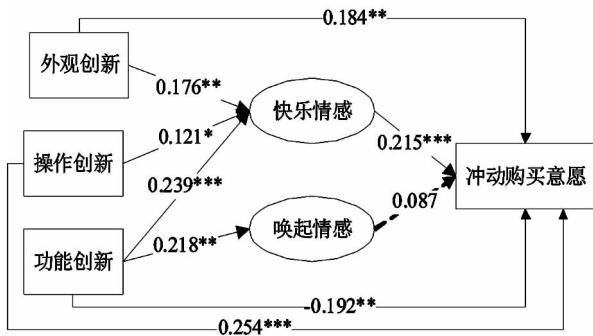 0.184**
外观创新
0.176**
快乐情感
操作创新
0.121*
0.215***
0.239***
冲动购买意愿
0.087
功能创新
0.218**
唤起情感
-0.192**
0.254***